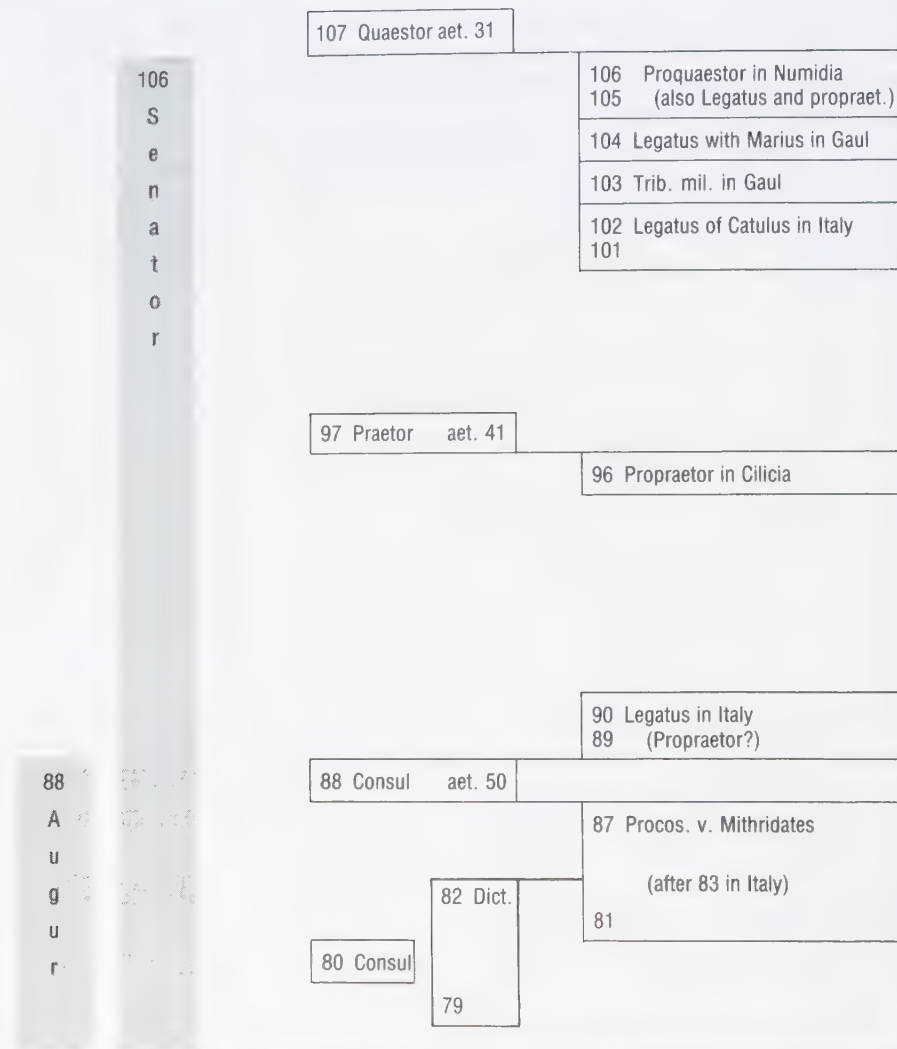 107 Quaestor aet. 31
106 Proquaestor in Numidia
105 (also Legatus and propraet.)
104 Legatus with Marius in Gaul
103 Trib. mil. in Gaul
102 Legatus of Catulus in Italy
101
106
S
e
n
a
t
o
r
97 Praetor aet. 41
96 Propraetor in Cilicia
90 Legatus in Italy
89 (Propraetor?)
88 Consul aet. 50
87 Procos. v. Mithridates
(after 83 in Italy)
81
82 Dict.
79
80 Consul
88
A
u
g
u
r